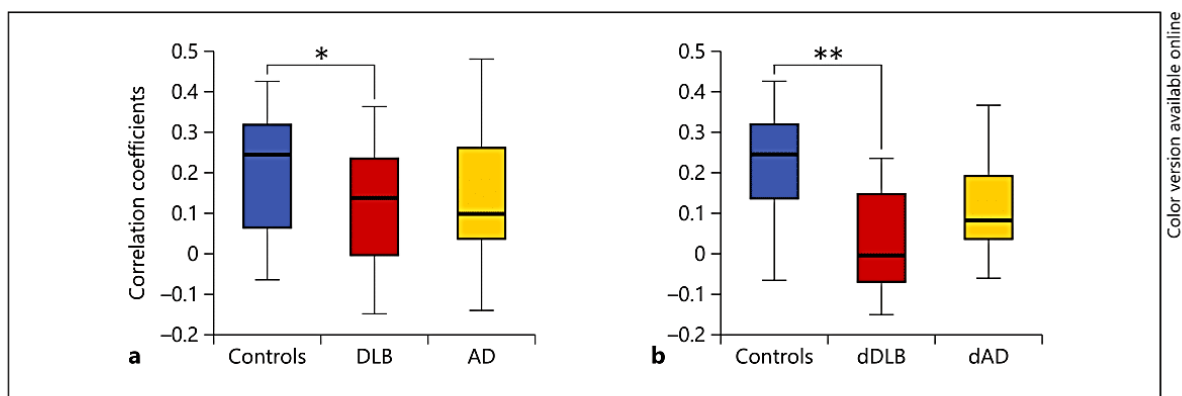 Color version available online
Correlation coefficients
0.5
0.4
0.3
0.2
0.1
0
–0.1
–0.2
*
a
Controls
DLB
AD
0.5
0.4
0.3
0.2
0.1
0
–0.1
–0.2
**
b
Controls
dDLB
dAD